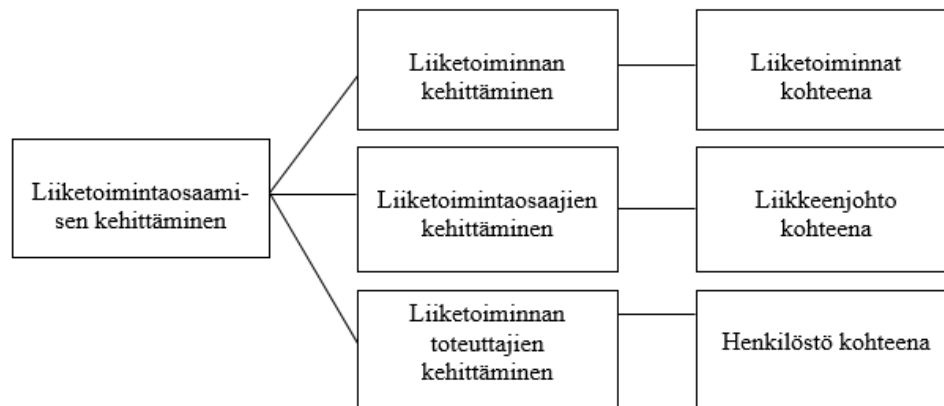 Liiketoimintaosaami-
sen kehittäminen
Liiketoiminnan
kehittäminen
Liiketoiminnat
kohteena
Liiketoimintaosaajien
kehittäminen
Liikkeenjohto
kohteena
Liiketoiminnan
toteuttajien
kehittäminen
Henkilöstö kohteena